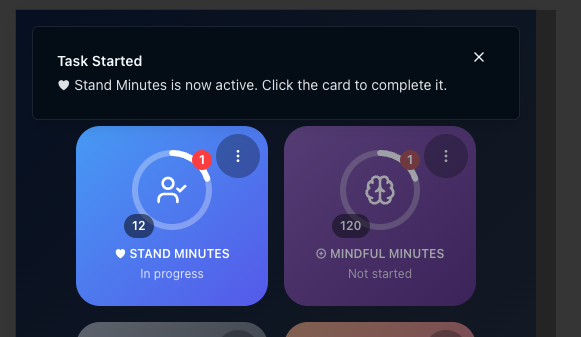 Task Started
Stand Minutes is now active. Click the card to complete it.
1
1
12
120
STAND MINUTES
MINDFUL MINUTES
In progress
Not started